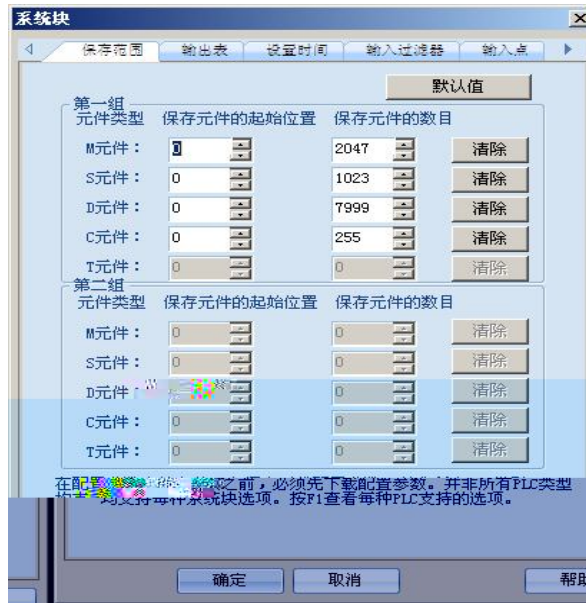 系统块
保存范围 输出表 设置时间 输入过滤器 输入点
默认值
第一组
元件类型 保存元件的起始位置 保存元件的数目
M元件： 0 2047 清除
S元件： 0 1023 清除
D元件： 0 7999 清除
C元件： 0 255 清除
T元件： 0 0 清除
第二组
元件类型 保存元件的起始位置 保存元件的数目
M元件： 0 0 清除
S元件： 0 0 清除
D元件： 0 清除
C元件： 0 0 清除
T元件： 0 0 清除
在配置 之前，必须先下载配置参数。并非所有PLC类型
均支持每种系统块选项。按F1查看每种PLC支持的选项。
确定 取消 帮助